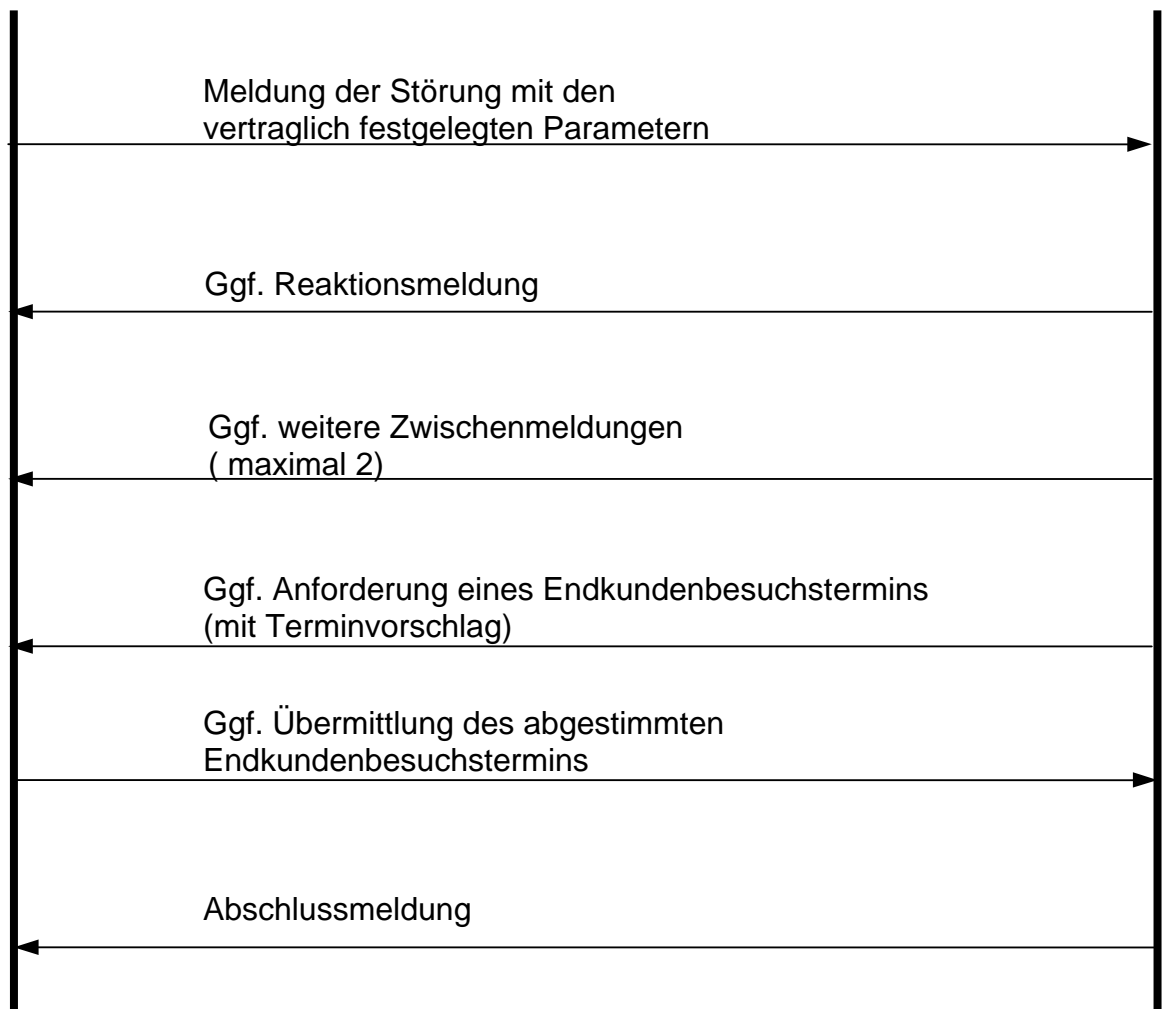 Meldung der Störung mit den
vertraglich festgelegten Parametern
Ggf. Reaktionsmeldung
Ggf. weitere Zwischenmeldungen
( maximal 2)
Ggf. Anforderung eines Endkundenbesuchstermins
(mit Terminvorschlag)
Ggf. Übermittlung des abgestimmten
Endkundenbesuchstermins
Abschlussmeldung